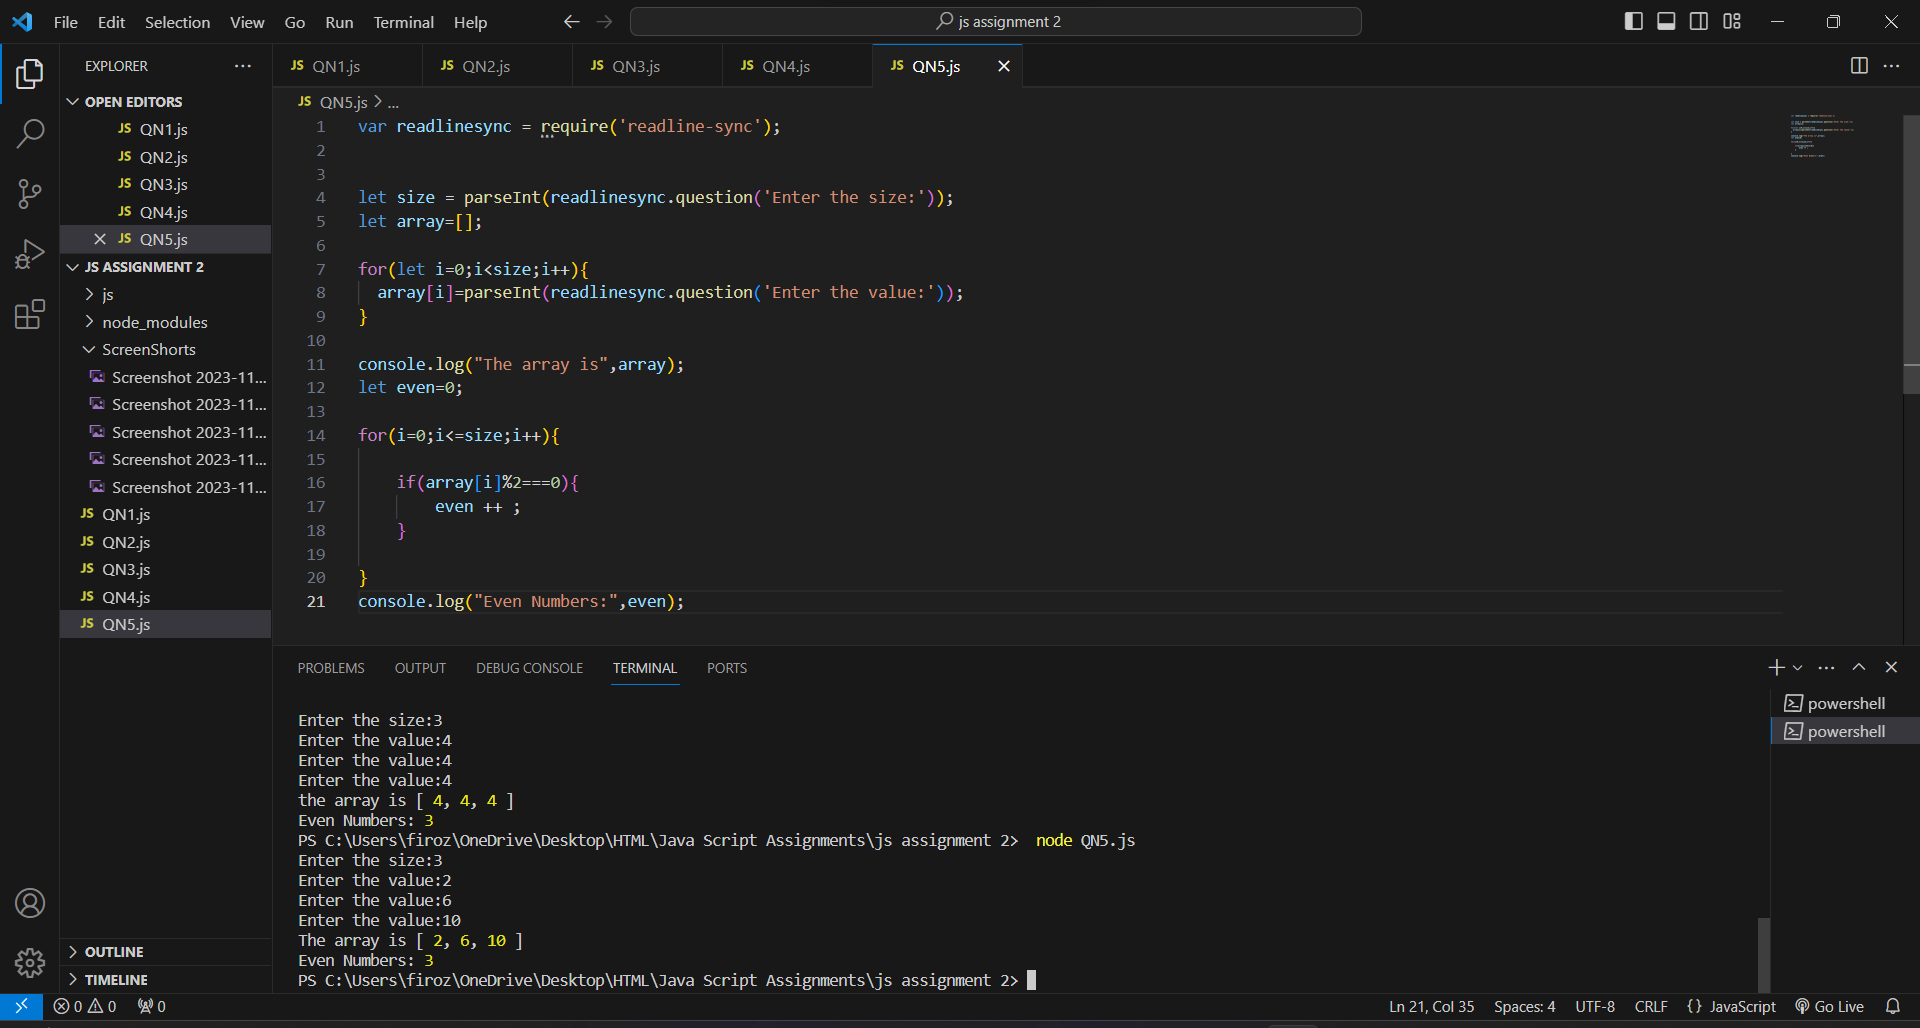 File Edit Selection View Go Run Terminal Help
js assignment 2
EXPLORER
OPEN EDITORS
JS QN1.js
JS QN2.js
JS QN3.js
JS QN4.js
JS QN5.js
JS ASSIGNMENT 2
js
node_modules
ScreenShorts
Screenshot 2023-11...
Screenshot 2023-11...
Screenshot 2023-11...
Screenshot 2023-11...
Screenshot 2023-11...
JS QN1.js
JS QN2.js
JS QN3.js
JS QN4.js
JS QN5.js
OUTLINE
TIMELINE
JS QN1.js JS QN2.js JS QN3.js JS QN4.js JS QN5.js
JS QN5.js > ...
1 var readlinesync = require('readline-sync');
2
3
4 let size = parseInt(readlinesync.question('Enter the size:'));
5 let array=[];
6
7 for(let i=0;i<size;i++){
8 array[i]=parseInt(readlinesync.question('Enter the value:'));
9 }
10
11 console.log("The array is",array);
12 let even=0;
13
14 for(i=0;i<=size;i++){
15
16 if(array[i]%2===0){
17 even ++ ;
18 }
19
20 }
21 console.log("Even Numbers:",even);
PROBLEMS OUTPUT DEBUG CONSOLE TERMINAL PORTS
Enter the size:3
Enter the value:4
Enter the value:4
Enter the value:4
the array is [ 4, 4, 4 ]
Even Numbers: 3
PS C:\Users\firoz\OneDrive\Desktop\HTML\Java Script Assignments\js assignment 2> node QN5.js
Enter the size:3
Enter the value:2
Enter the value:6
Enter the value:10
The array is [ 2, 6, 10 ]
Even Numbers: 3
PS C:\Users\firoz\OneDrive\Desktop\HTML\Java Script Assignments\js assignment 2>
powershell
powershell
0 0 0
Ln 21, Col 35 Spaces: 4 UTF-8 CRLF {} JavaScript Go Live